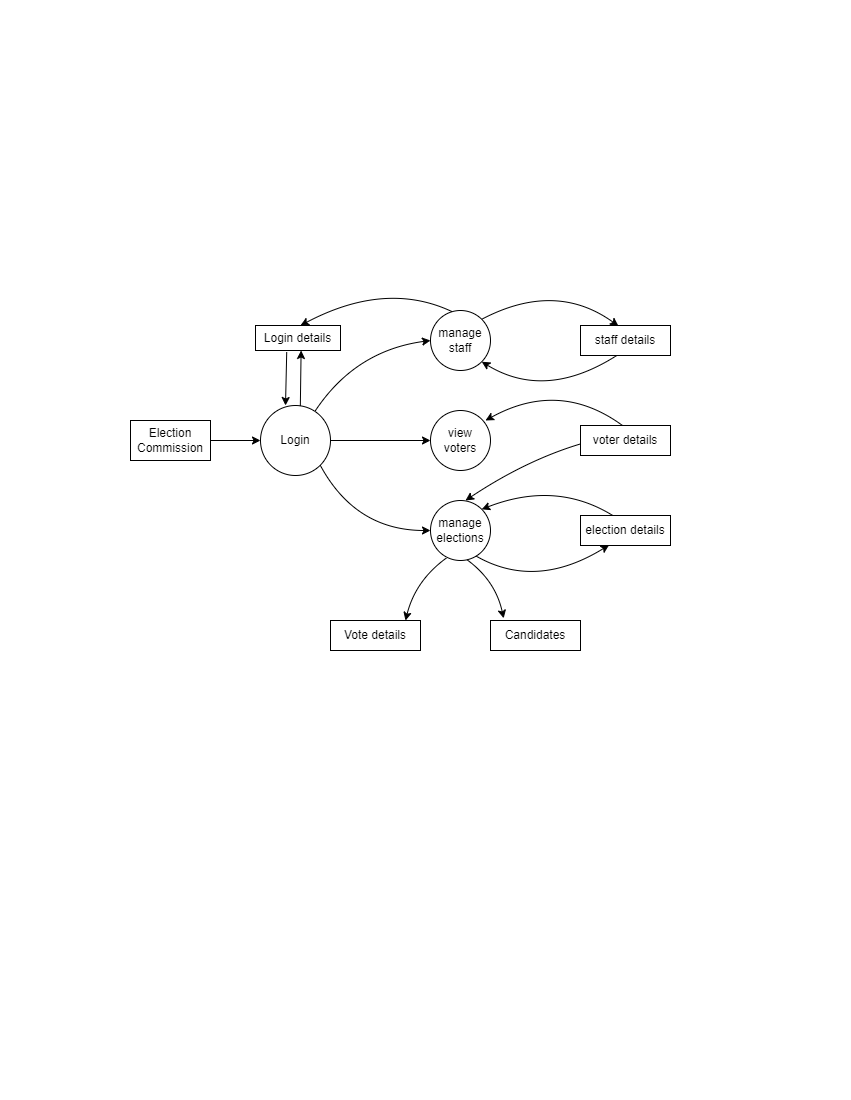 manage
staff
Login details
staff details
Election
Commission
Login
view
voters
voter details
manage
elections
election details
Vote details
Candidates